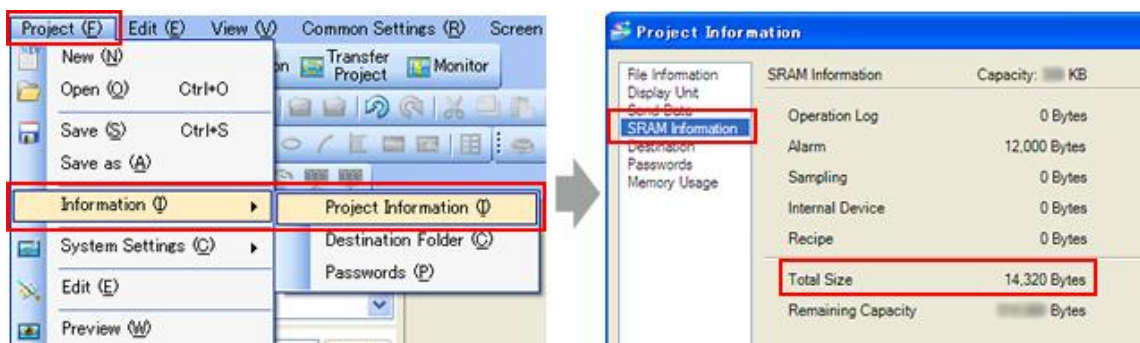 Project (F) Edit (E) View (V) Common Settings (R) Screen
New (N)
Transfer Project
Monitor
Open (O) Ctrl+O
Save (S) Ctrl+S
Save as (A)
Information (I)
Project Information (I)
System Settings (C)
Destination Folder (C)
Passwords (P)
Edit (E)
Preview (W)
Project Information
File Information
Display Unit
Send Data
SRAM Information
Destination
Passwords
Memory Usage
SRAM Information Capacity: KB
Operation Log 0 Bytes
Alarm 12,000 Bytes
Sampling 0 Bytes
Internal Device 0 Bytes
Recipe 0 Bytes
Total Size 14,320 Bytes
Remaining Capacity Bytes